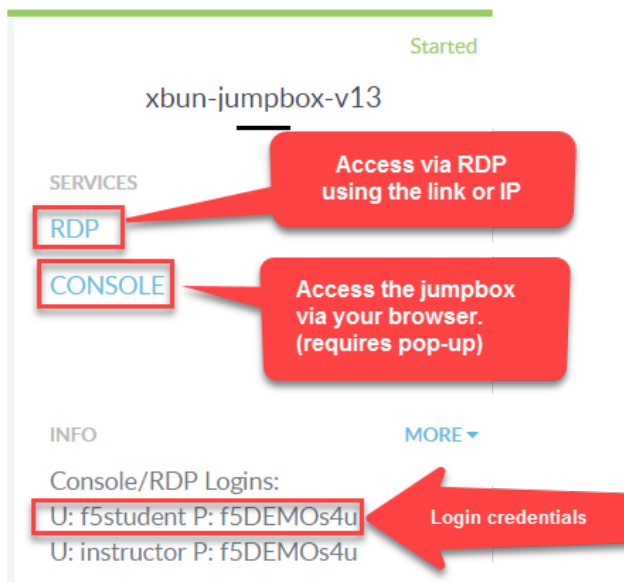 Started
xbun-jumpbox-v13
Access via RDP
using the link or IP
SERVICES
RDP
CONSOLE
Access the jumpbox
via your browser.
(requires pop-up)
INFO
MORE
Console/RDP Logins:
U: f5student P: f5DEMOs4u
Login credentials
U: instructor P: f5DEMOs4u